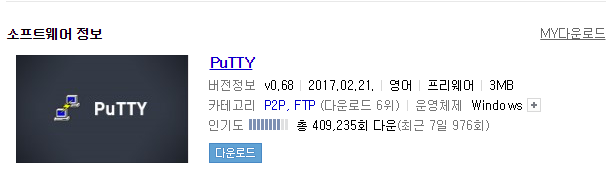 소프트웨어 정보
MY다운로드
PuTTY
PuTTY
버전정보 v0.68 2017.02.21. 영어 프리웨어 3MB
카테고리 P2P, FTP (다운로드 6위) 운영체제 Windows +
인기도 총 409,235회 다운(최근 7일 976회)
다운로드